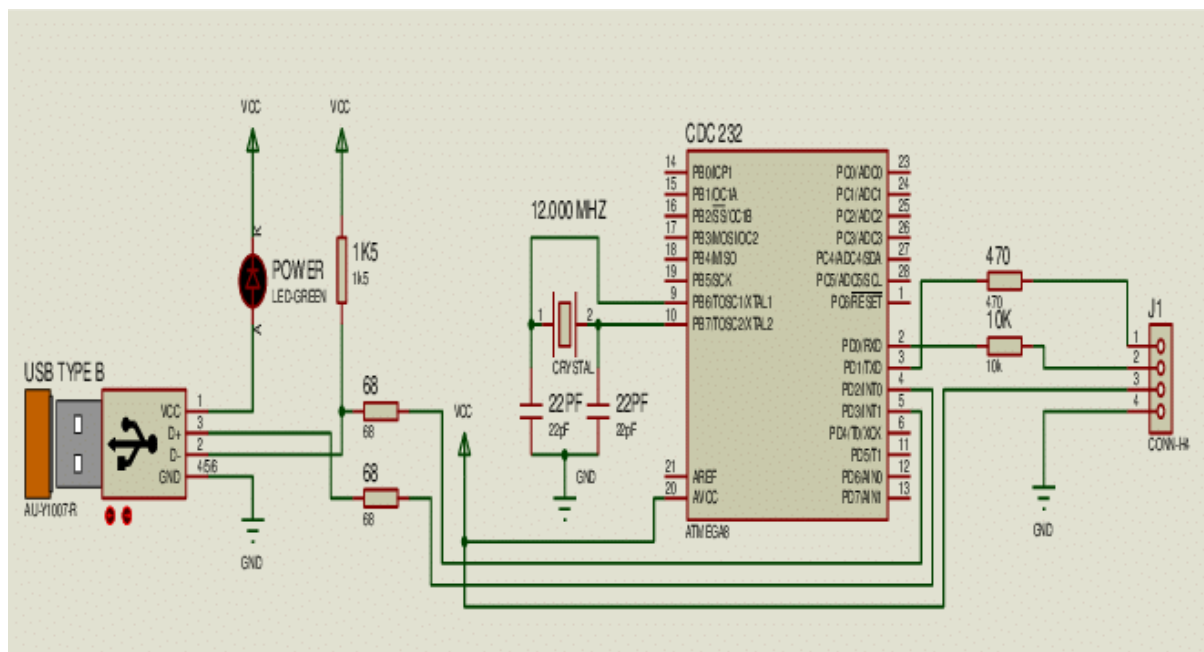 VCC
VCC
CDC 232
14 PB0/ICP1
15 PB1/OC1A
16 PB2/SS/OC1B
17 PB3/MOSI/OC2
18 PB4/MISO
19 PB5/SCK
9 PB6/TOSC1/XTAL1
10 PB7/TOSC2/XTAL2
21 AREF
20 AVCC
PC0/ADC0 23
PC1/ADC1 24
PC2/ADC2 25
PC3/ADC3 26
PC4/ADC4/SDA 27
PC5/ADC5/SCL 28
PC6/RESET 1
PD0/RXD 2
PD1/TXD 3
PD2/INT0 4
PD3/INT1 5
PD4/T0/XCK 6
PD5/T1 11
PD6/AIN0 12
PD7/AIN1 13
ATMEGA8
12.000 MHZ
1 2
CRYSTAL
22PF
22pF
22PF
22pF
GND
K
POWER
LED-GREEN
A
1K5
1k5
USB TYPE B
VCC 1
D+ 3
D- 2
GND 4/5/6
AU-Y1007-R
GND
68
68
68
68
VCC
470
470
10K
10k
J1
1
2
3
4
CONN-H4
GND